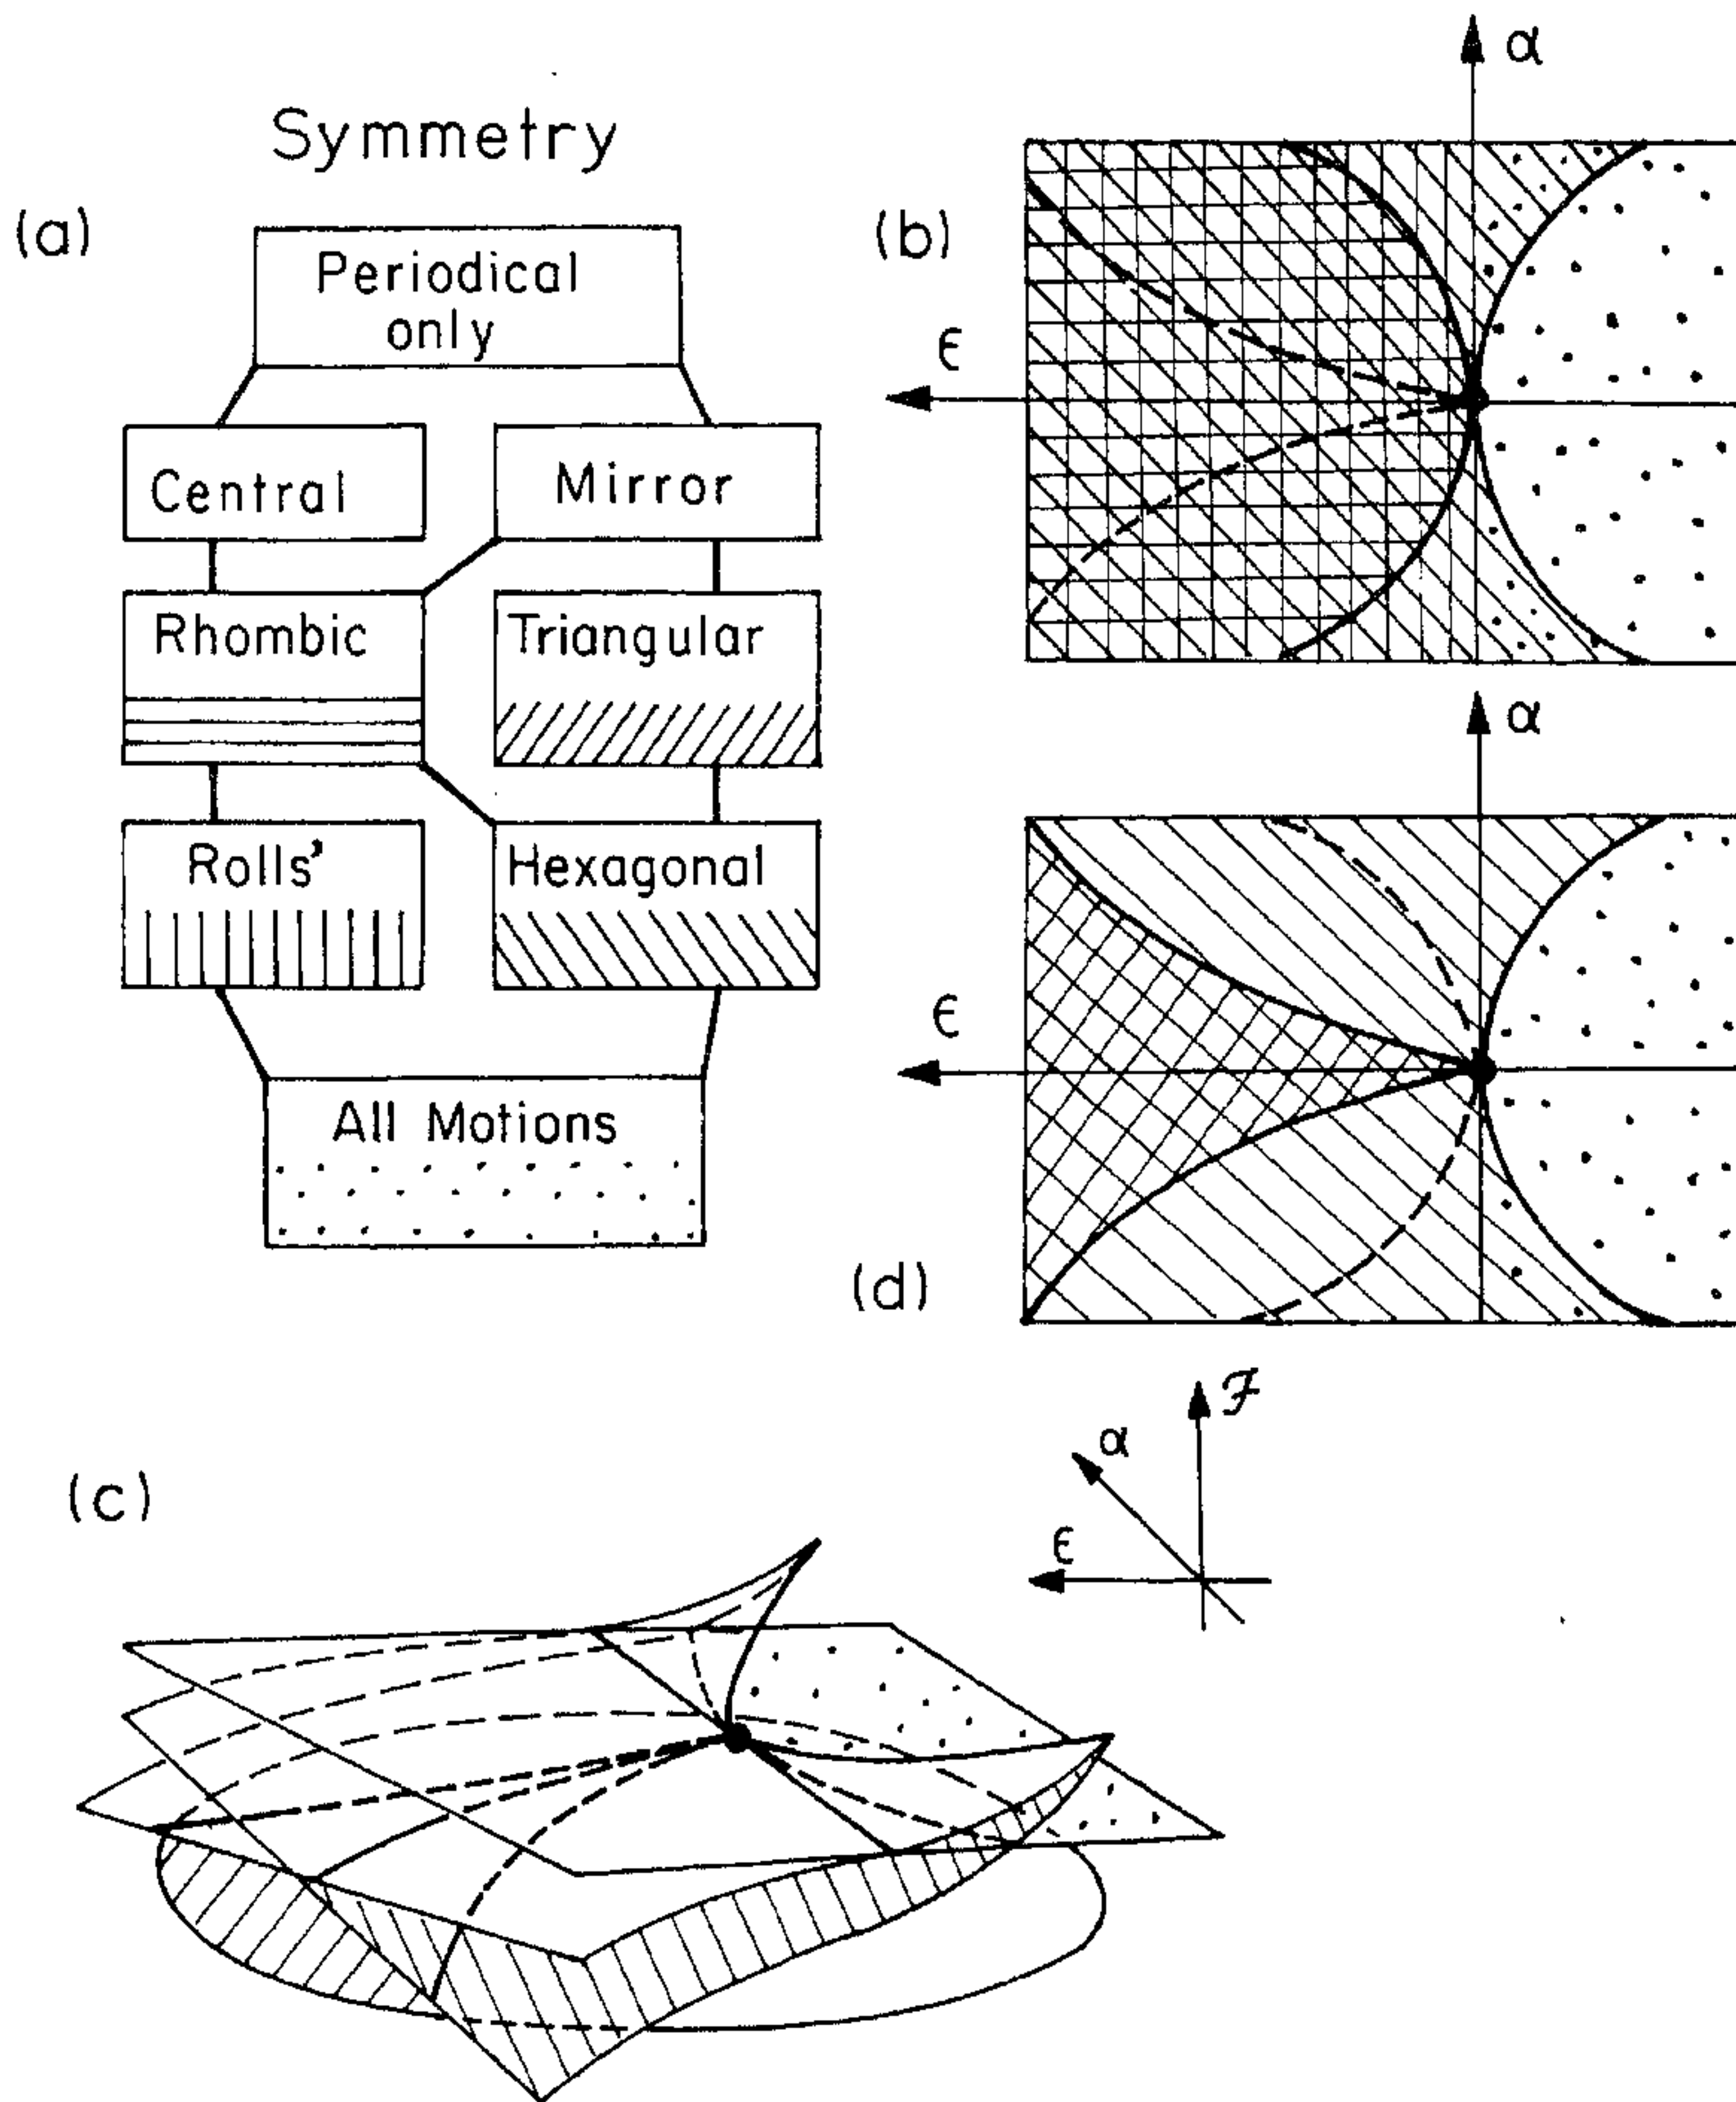 Symmetry
(a)
Periodical
only
Central
Mirror
Rhombic
Triangular
Rolls'
Hexagonal
All Motions
(b)
α
ϵ
α
ϵ
(d)
(c)
ℱ
α
ϵ